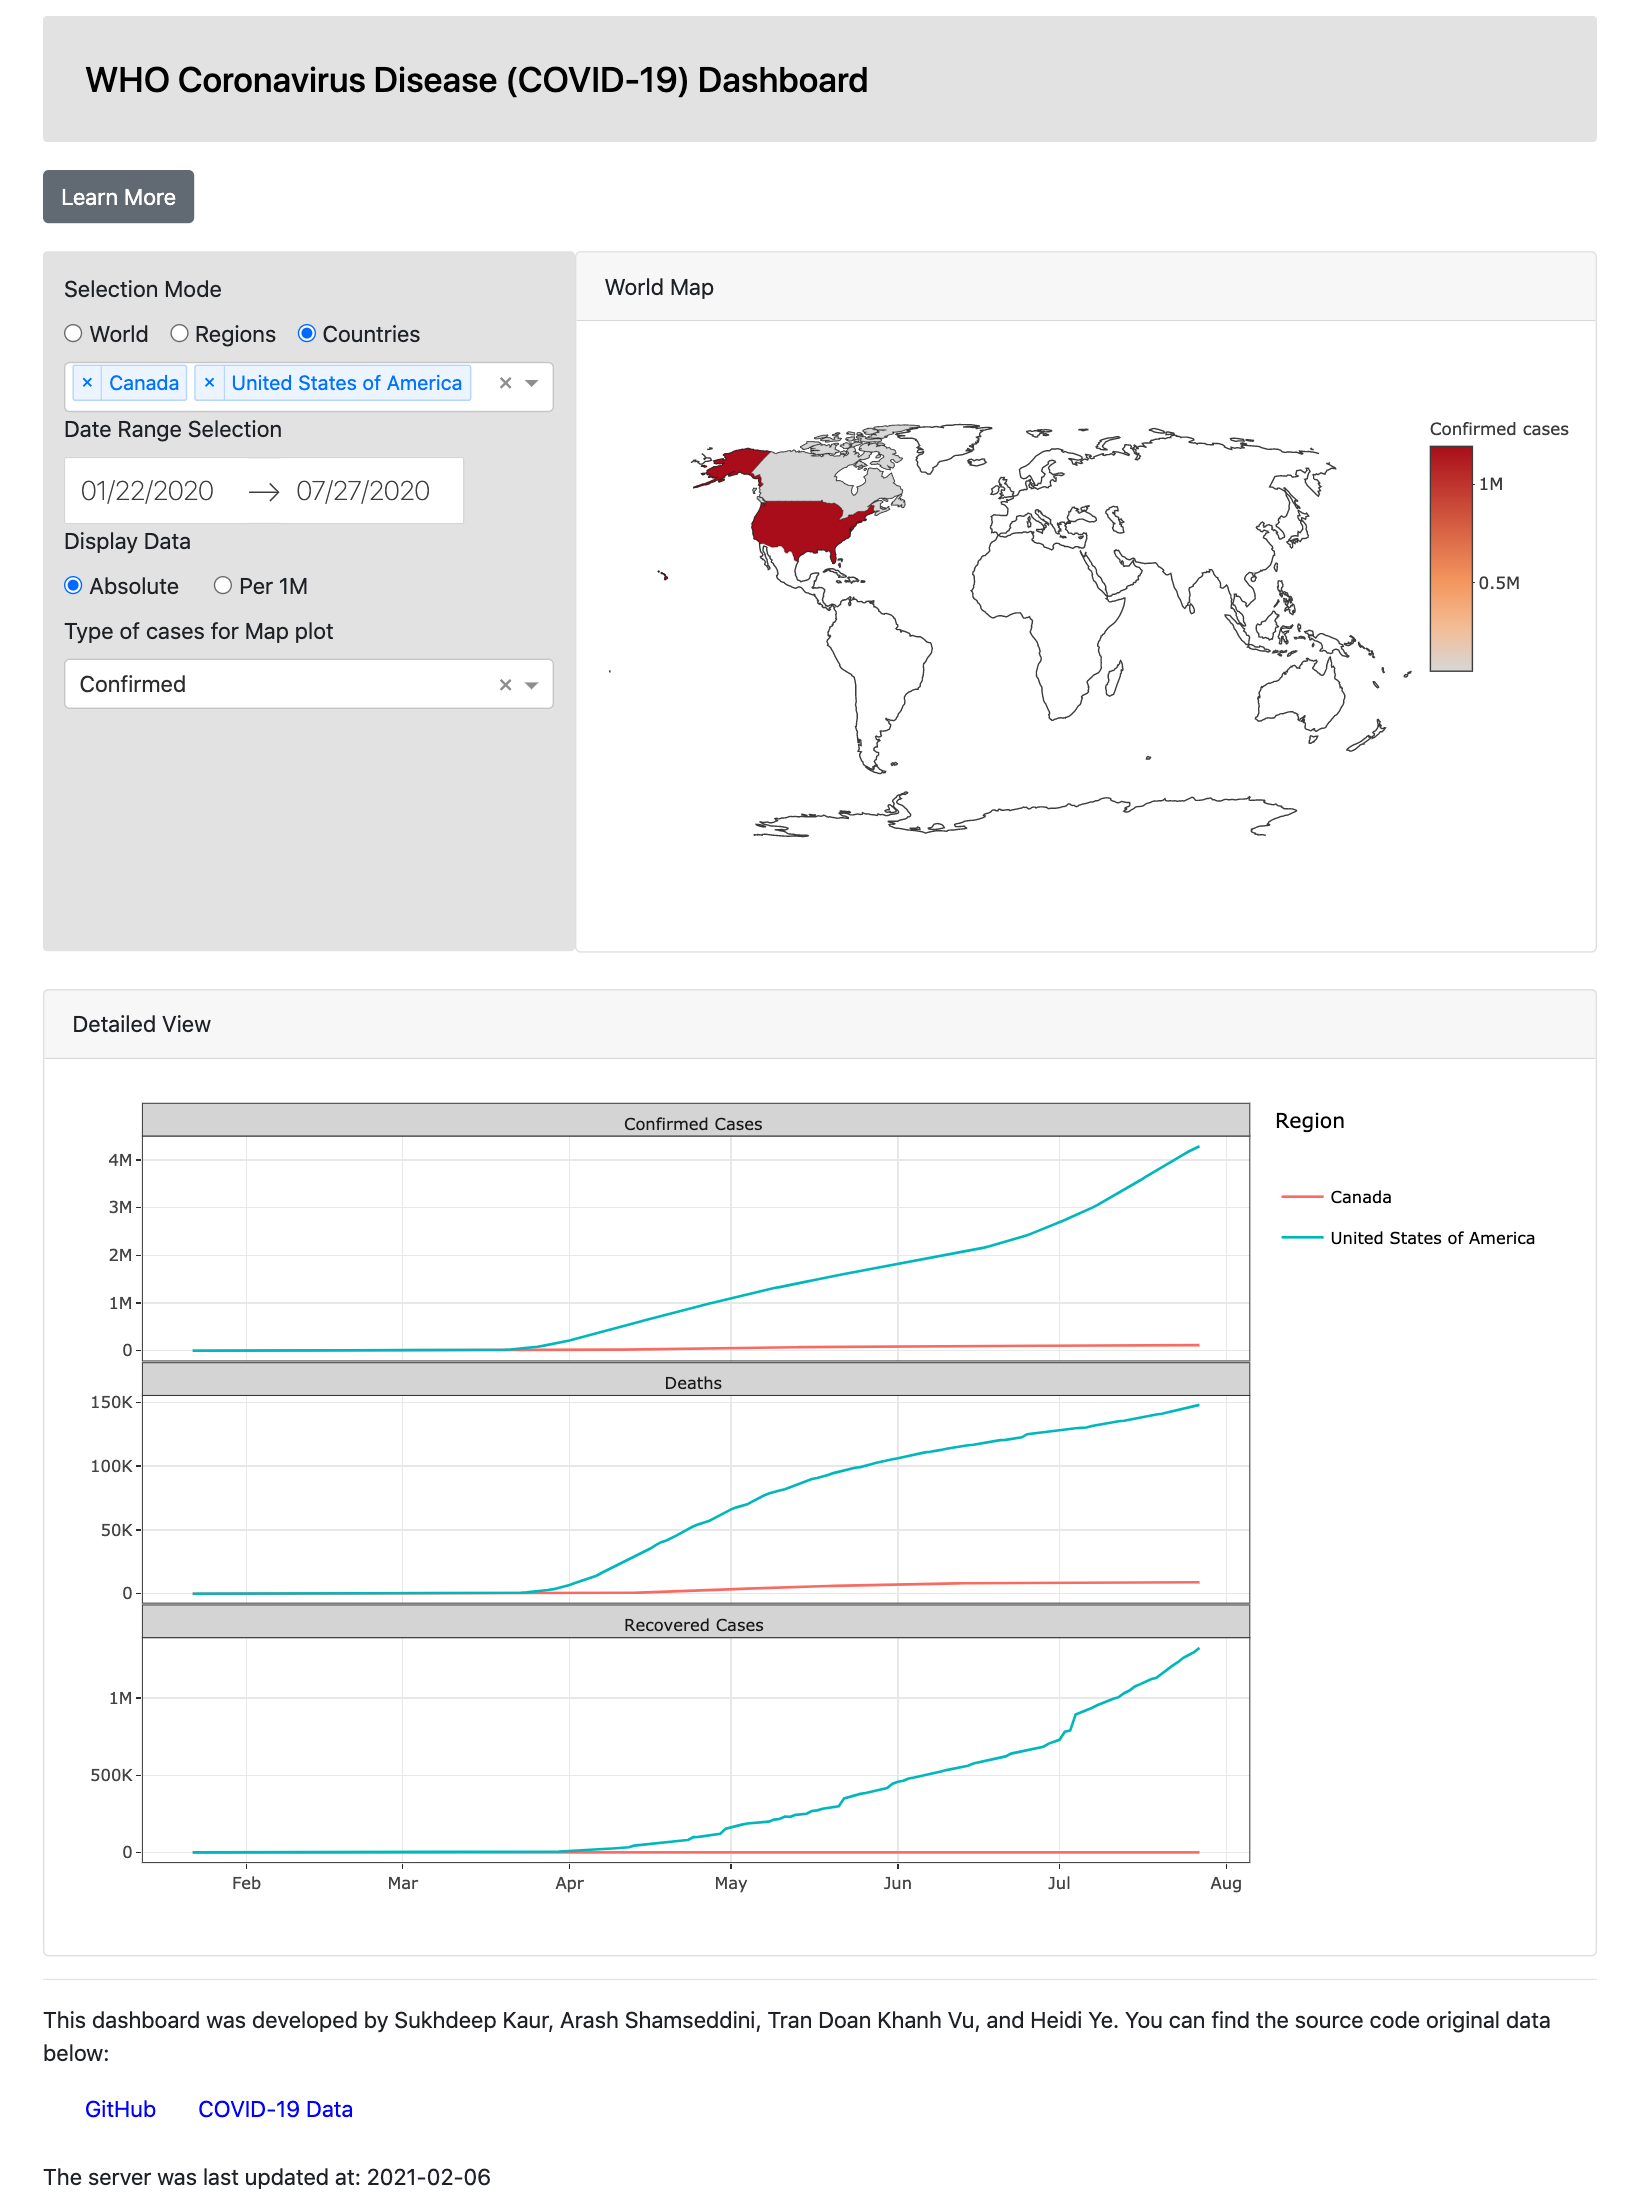 WHO Coronavirus Disease (COVID-19) Dashboard
Learn More
Selection Mode
World Regions Countries
× Canada × United States of America ×
Date Range Selection
01/22/2020 → 07/27/2020
Display Data
Absolute Per 1M
Type of cases for Map plot
Confirmed ×
World Map
Confirmed cases
1M
0.5M
Detailed View
Confirmed Cases
4M
3M
2M
1M
0
Deaths
150K
100K
50K
0
Recovered Cases
1M
500K
0
Feb Mar Apr May Jun Jul Aug
Region
Canada
United States of America
This dashboard was developed by Sukhdeep Kaur, Arash Shamseddini, Tran Doan Khanh Vu, and Heidi Ye. You can find the source code original data
below:
GitHub COVID-19 Data
The server was last updated at: 2021-02-06